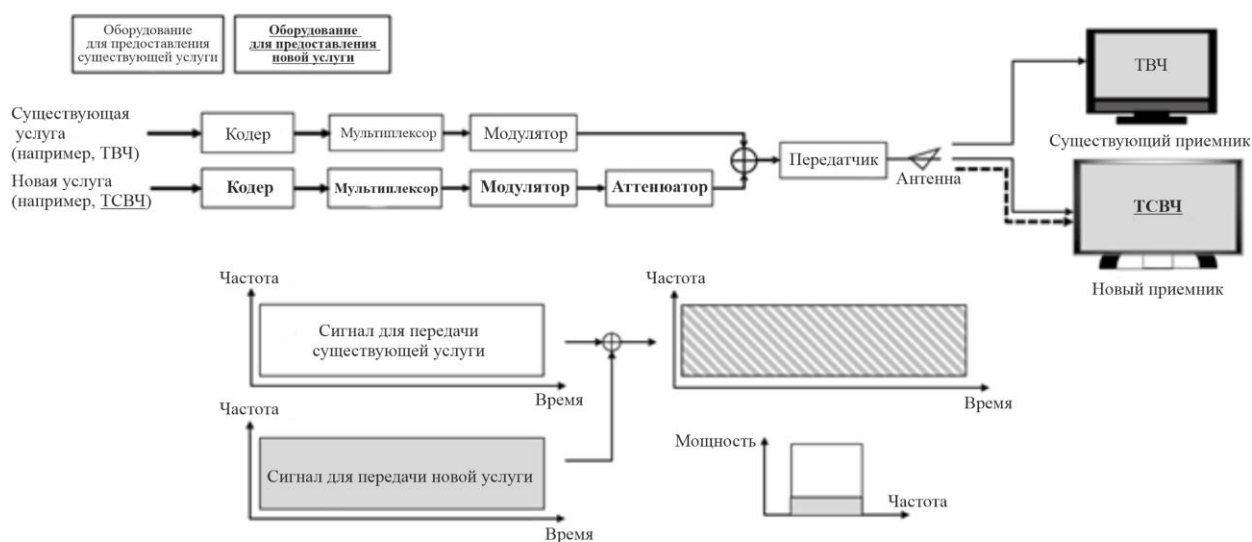 Оборудование
для предоставления
существующей услуги
Оборудование
для предоставления
новой услуги
Существующая
услуга
(например, ТВЧ)
Кодер
Мультиплексор
Модулятор
Передатчик
Антенна
ТВЧ
Существующий приемник
Новая услуга
(например, ТСВЧ)
Кодер
Мультиплексор
Модулятор
Аттенюатор
ТСВЧ
Новый приемник
Частота
Сигнал для передачи
существующей услуги
Время
Частота
Время
Частота
Сигнал для передачи новой услуги
Время
Мощность
Частота